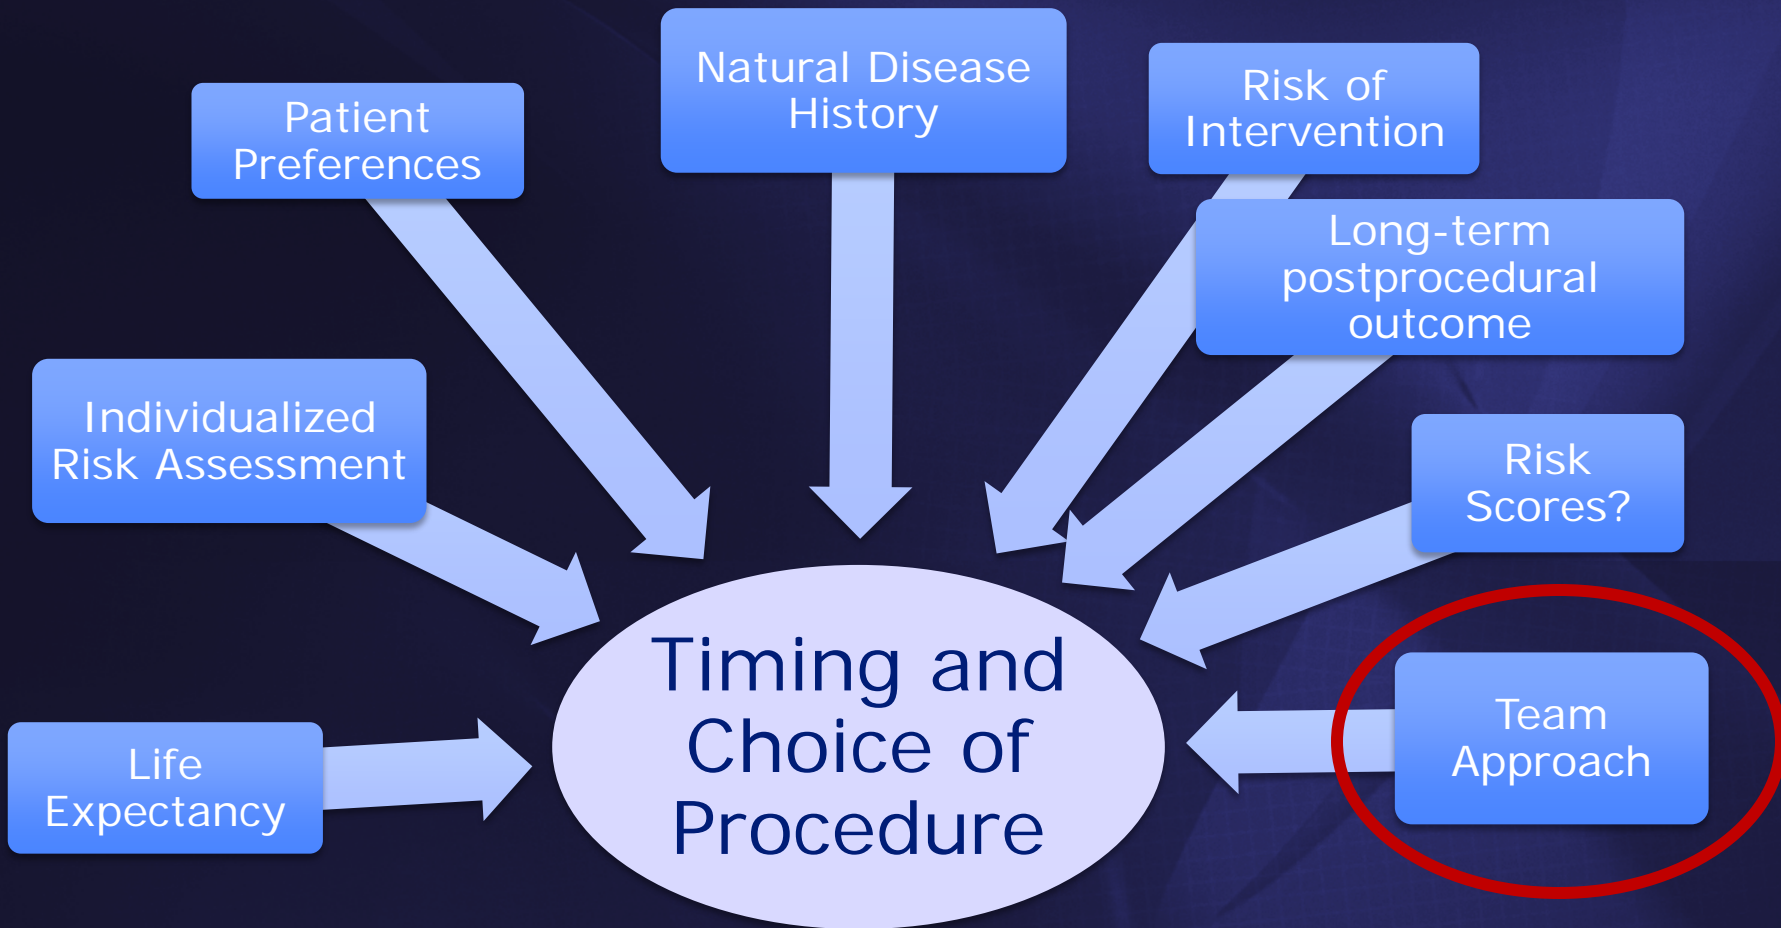 Natural Disease
History
Risk of
Intervention
Patient
Preferences
Long-term
postprocedural
outcome
Individualized
Risk Assessment
Risk
Scores?
Timing and
Choice of
Procedure
Team
Approach
Life
Expectancy